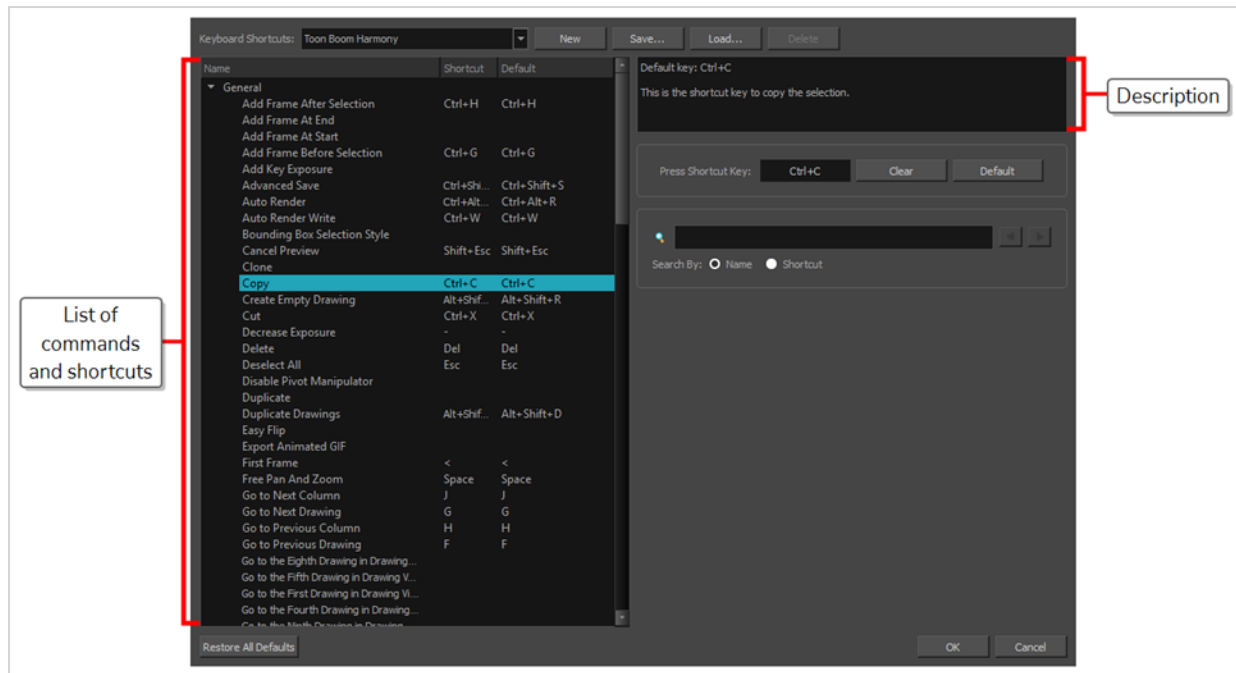 Keyboard Shortcuts: Toon Boom Harmony New Save... Load... Delete
Name Shortcut Default
General
Add Frame After Selection Ctrl+H Ctrl+H
Add Frame At End
Add Frame At Start
Add Frame Before Selection Ctrl+G Ctrl+G
Add Key Exposure
Advanced Save Ctrl+Shi... Ctrl+Shift+S
Auto Render Ctrl+Alt... Ctrl+Alt+R
Auto Render Write Ctrl+W Ctrl+W
Bounding Box Selection Style
Cancel Preview Shift+Esc Shift+Esc
Clone
Copy Ctrl+C Ctrl+C
Create Empty Drawing Alt+Shif... Alt+Shift+R
Cut Ctrl+X Ctrl+X
Decrease Exposure - -
Delete Del Del
Deselect All Esc Esc
Disable Pivot Manipulator
Duplicate
Duplicate Drawings Alt+Shif... Alt+Shift+D
Easy Flip
Export Animated GIF
First Frame < <
Free Pan And Zoom Space Space
Go to Next Column J J
Go to Next Drawing G G
Go to Previous Column H H
Go to Previous Drawing F F
Go to the Eighth Drawing in Drawing...
Go to the Fifth Drawing in Drawing V...
Go to the First Drawing in Drawing Vi...
Go to the Fourth Drawing in Drawing...
Go to the Ninth Drawing in Drawing...
Default key: Ctrl+C
This is the shortcut key to copy the selection.
Press Shortcut Key: Ctrl+C Clear Default
Search By: Name Shortcut
Restore All Defaults OK Cancel
List of
commands
and shortcuts
Description